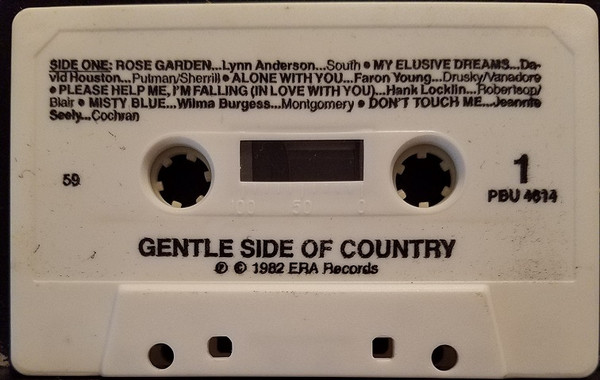 SIDE ONE: ROSE GARDEN...Lynn Anderson...South • MY ELUSIVE DREAMS...Da-
vid Houston...Putman/Sherrill • ALONE WITH YOU...Faron Young...Drusky/Vanadore
• PLEASE HELP ME, I'M FALLING (IN LOVE WITH YOU)...Hank Locklin...Robertson/
Blair • MISTY BLUE...Wilma Burgess...Montgomery • DON'T TOUCH ME...Jeannie
Seely...Cochran
59
1
PBU 4614
100 50 0
GENTLE SIDE OF COUNTRY
℗ © 1982 ERA Records